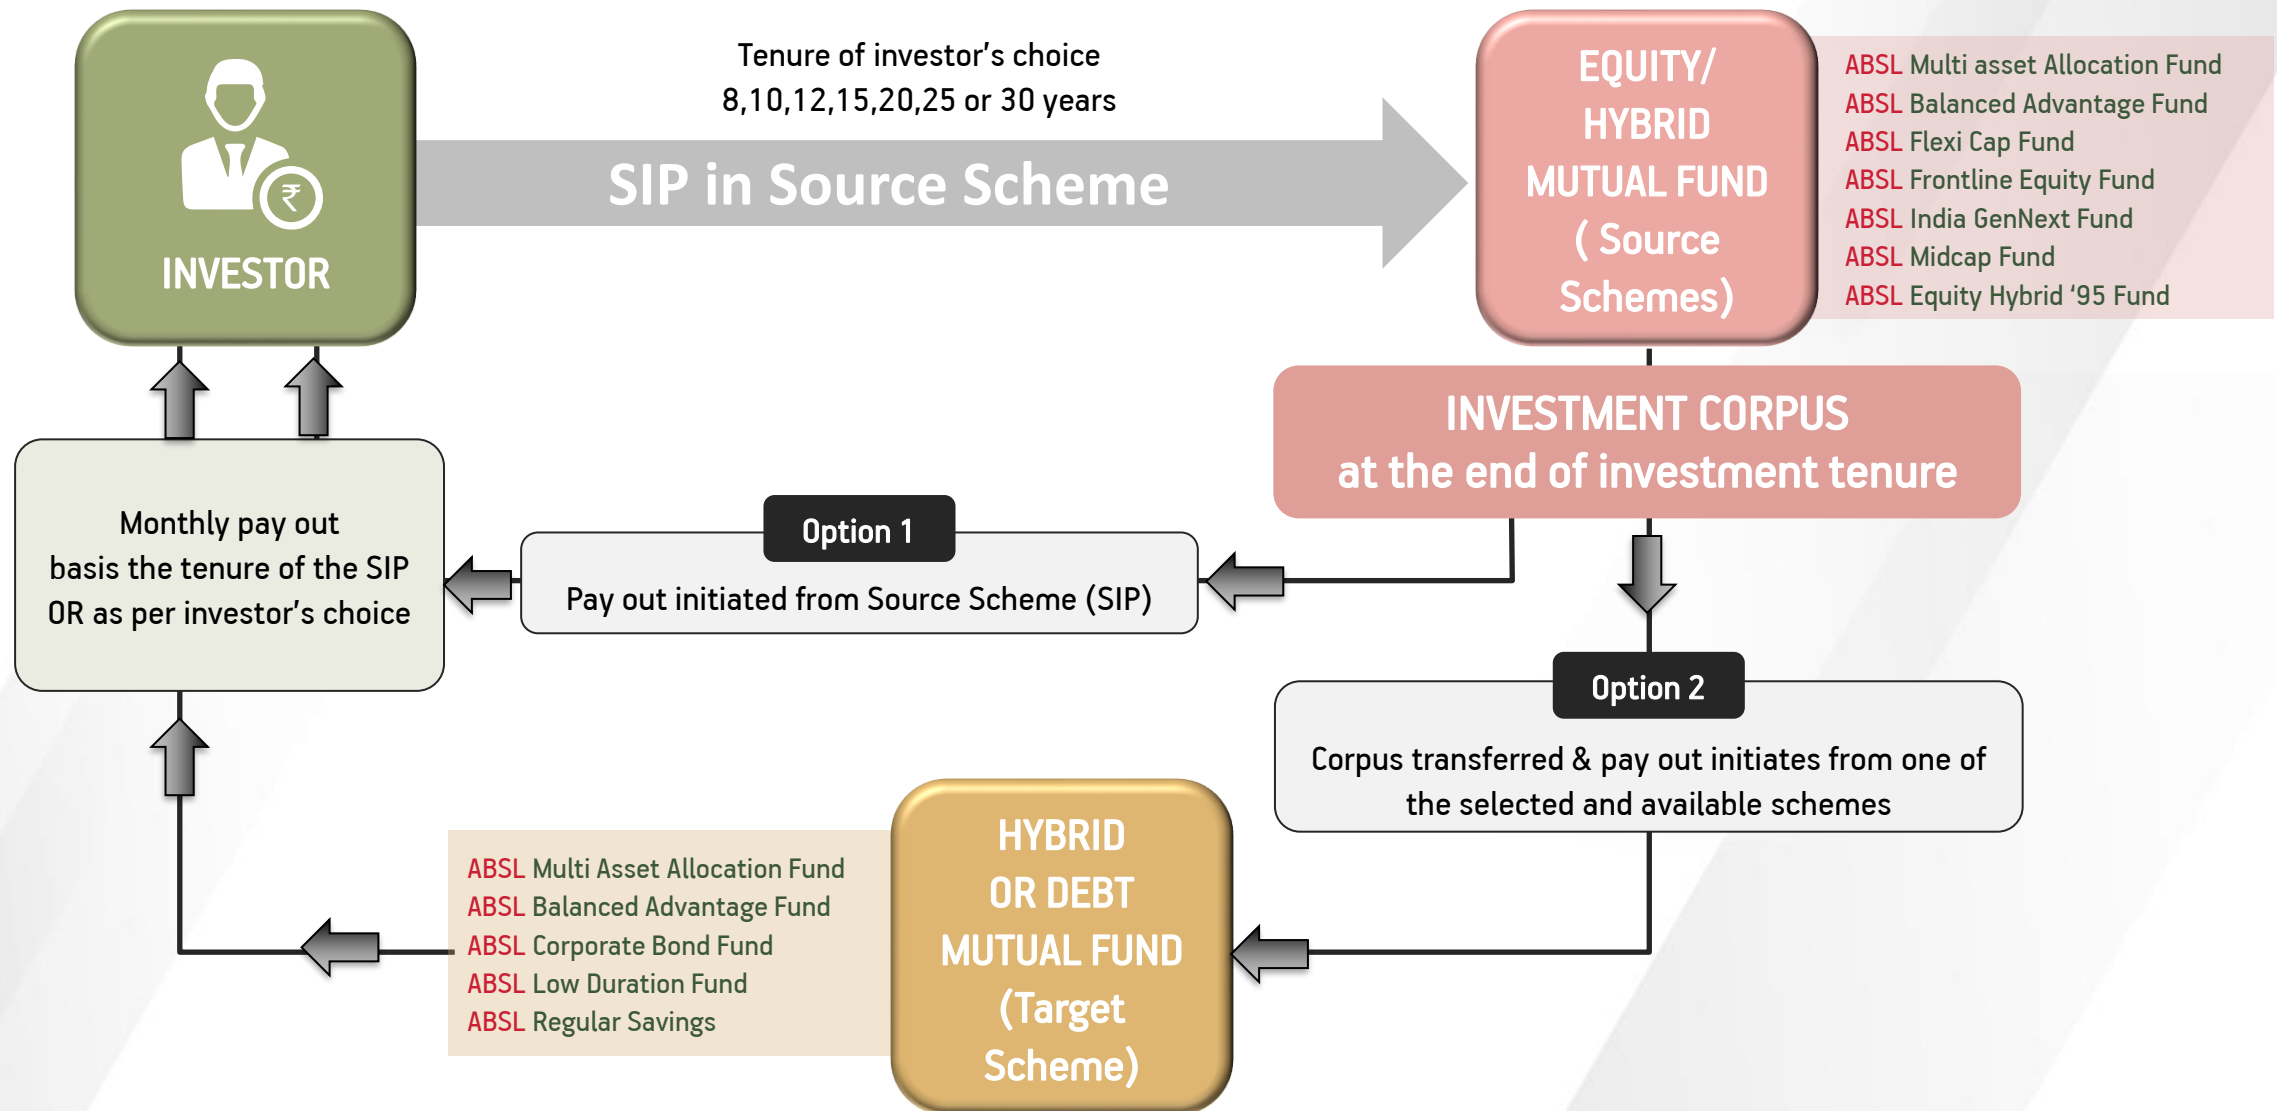 Tenure of investor's choice
8,10,12,15,20,25 or 30 years
SIP in Source Scheme
₹
INVESTOR
EQUITY/
HYBRID
MUTUAL FUND
( Source
Schemes)
ABSL Multi asset Allocation Fund
ABSL Balanced Advantage Fund
ABSL Flexi Cap Fund
ABSL Frontline Equity Fund
ABSL India GenNext Fund
ABSL Midcap Fund
ABSL Equity Hybrid ‘95 Fund
INVESTMENT CORPUS
at the end of investment tenure
Option 1
Pay out initiated from Source Scheme (SIP)
Monthly pay out
basis the tenure of the SIP
OR as per investor's choice
Option 2
Corpus transferred & pay out initiates from one of
the selected and available schemes
HYBRID
OR DEBT
MUTUAL FUND
(Target
Scheme)
ABSL Multi Asset Allocation Fund
ABSL Balanced Advantage Fund
ABSL Corporate Bond Fund
ABSL Low Duration Fund
ABSL Regular Savings